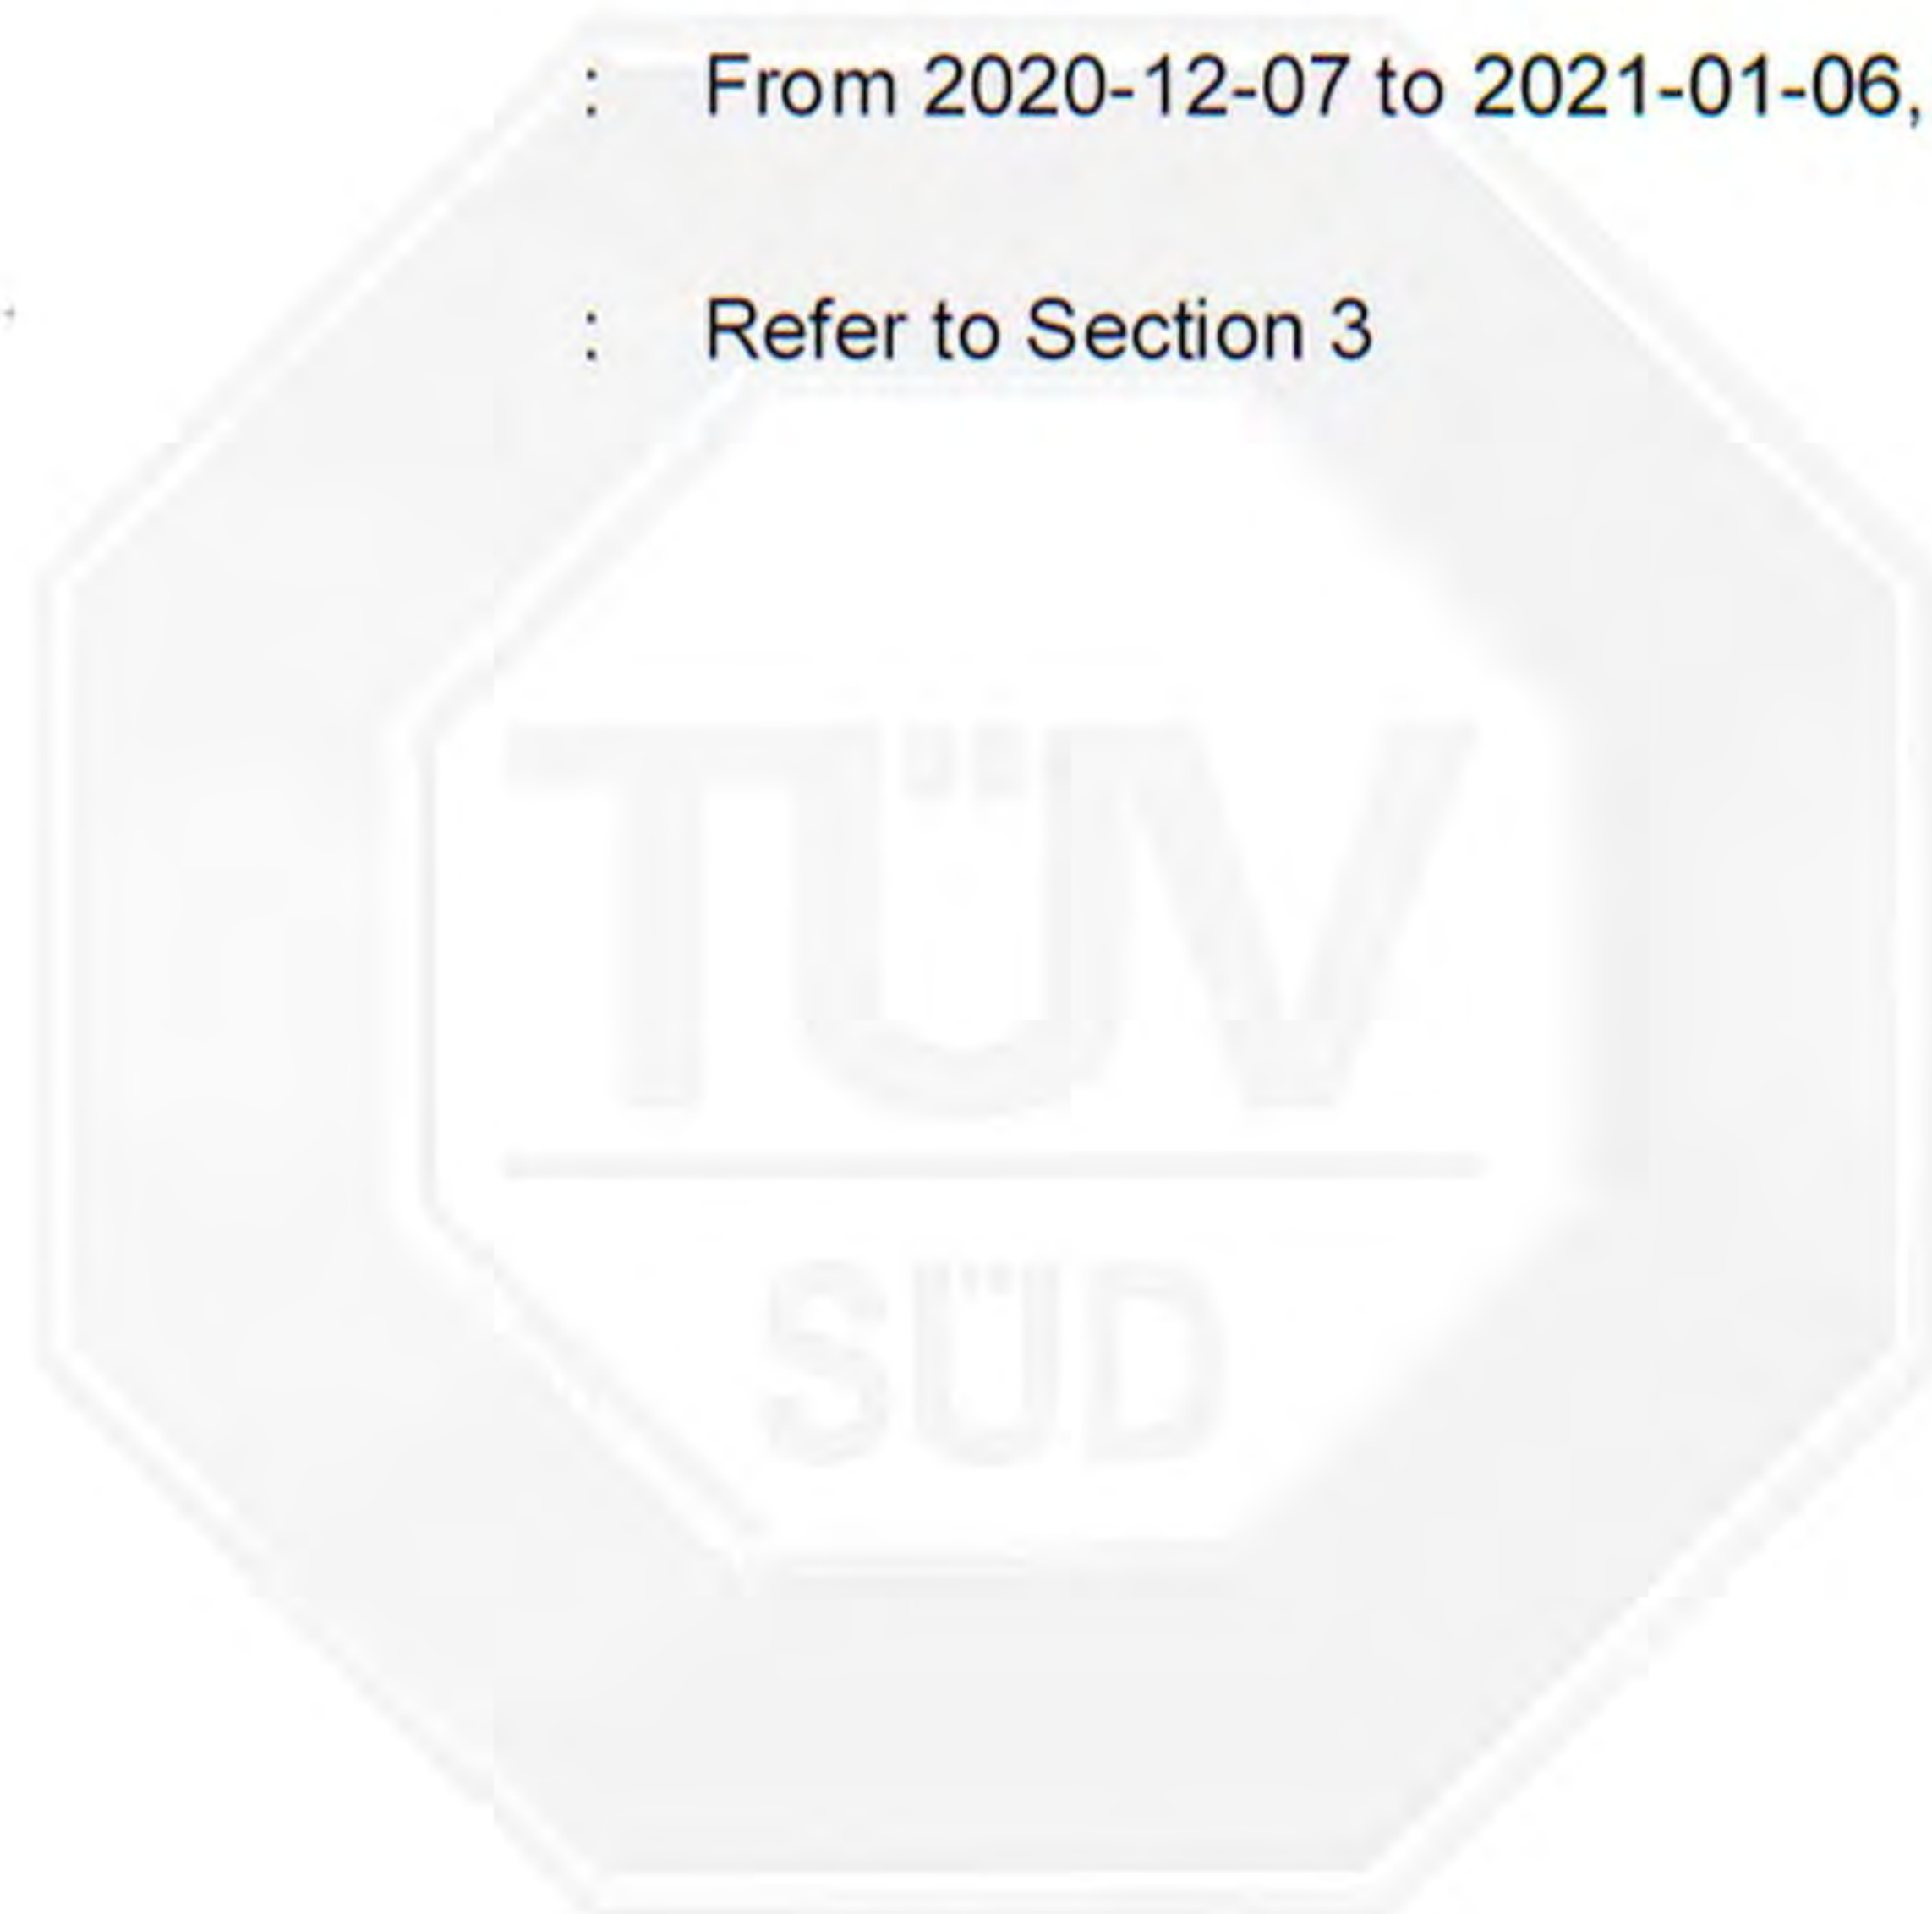 : From 2020-12-07 to 2021-01-06,
: Refer to Section 3
TÜV
SÜD